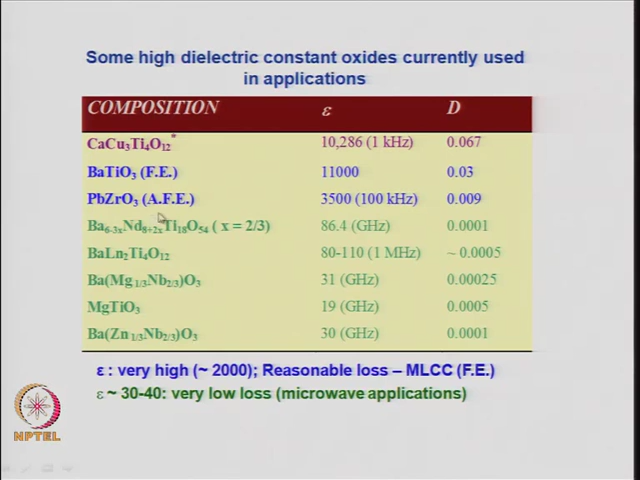 Some high dielectric constant oxides currently used
in applications
COMPOSITION ε D
CaCu3Ti4O12* 10,286 (1 kHz) 0.067
BaTiO3 (F.E.) 11000 0.03
PbZrO3 (A.F.E.) 3500 (100 kHz) 0.009
Ba6-3xNd8+2xTi18O54 ( x = 2/3) 86.4 (GHz) 0.0001
BaLn2Ti4O12 80-110 (1 MHz) ~ 0.0005
Ba(Mg1/3Nb2/3)O3 31 (GHz) 0.00025
MgTiO3 19 (GHz) 0.0005
Ba(Zn1/3Nb2/3)O3 30 (GHz) 0.0001
ε : very high (~ 2000); Reasonable loss – MLCC (F.E.)
ε ~ 30-40: very low loss (microwave applications)
NPTEL